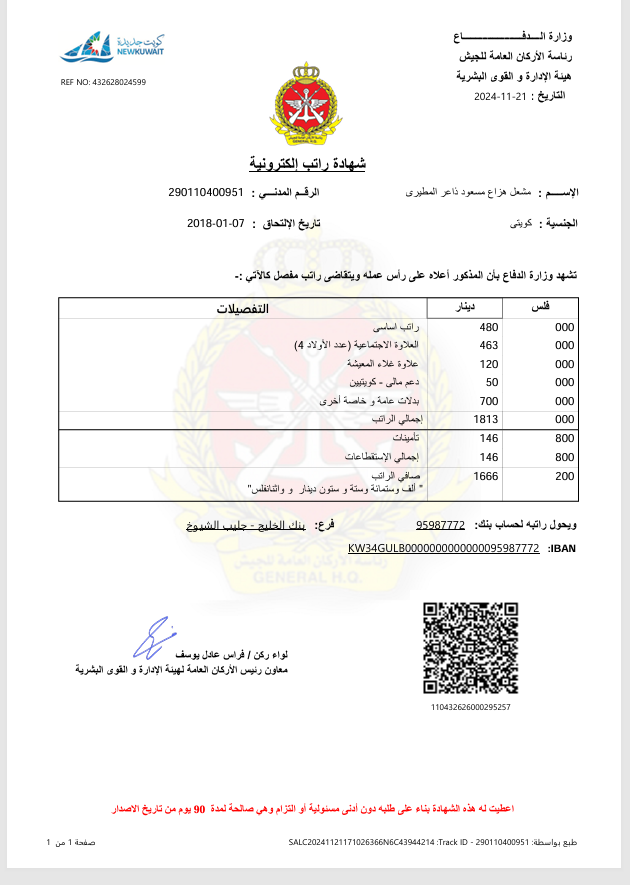 وزارة الـــدفـــــــــــــاع
رئاسة الأركان العامة للجيش
هيئة الإدارة و القوى البشرية
التاريخ : 2024-11-21
كويت جديدة
NEWKUWAIT
REF NO: 432628024599
GENERAL H.Q.
شهادة راتب إلكترونية
الإســـم : مشعل هزاع مسعود ذاعر المطيرى الرقـم المدنـــي : 290110400951
الجنسية : كويتى تاريخ الإلتحاق : 2018-01-07
تشهد وزارة الدفاع بأن المذكور أعلاه على رأس عمله ويتقاضى راتب مفصل كالآتي :-
فلس دينار التفصيلات
000 480 راتب اساسى
000 463 العلاوة الاجتماعية (عدد الأولاد 4)
000 120 علاوة غلاء المعيشة
000 50 دعم مالى - كويتيين
000 700 بدلات عامة و خاصة أخرى
000 1813 إجمالي الراتب
800 146 تأمينات
800 146 إجمالي الإستقطاعات
200 1666 صافي الراتب
" ألف وستمائة وستة و ستون دينار و واثنانفلس"
ويحول راتبه لحساب بنك: 95987772 فرع: بنك الخليج - جليب الشيوخ
IBAN: KW34GULB0000000000000095987772
رئاسة الأركان العامة للجيش
GENERAL H.Q.
لواء ركن / فراس عادل يوسف
معاون رئيس الأركان العامة لهيئة الإدارة و القوى البشرية
110432626000295257
اعطيت له هذه الشهادة بناء على طلبه دون أدنى مسئولية أو التزام وهي صالحة لمدة 90 يوم من تاريخ الاصدار
طبع بواسطة: 290110400951 - Track ID: SALC20241121171026366N6C43944214 صفحة 1 من 1